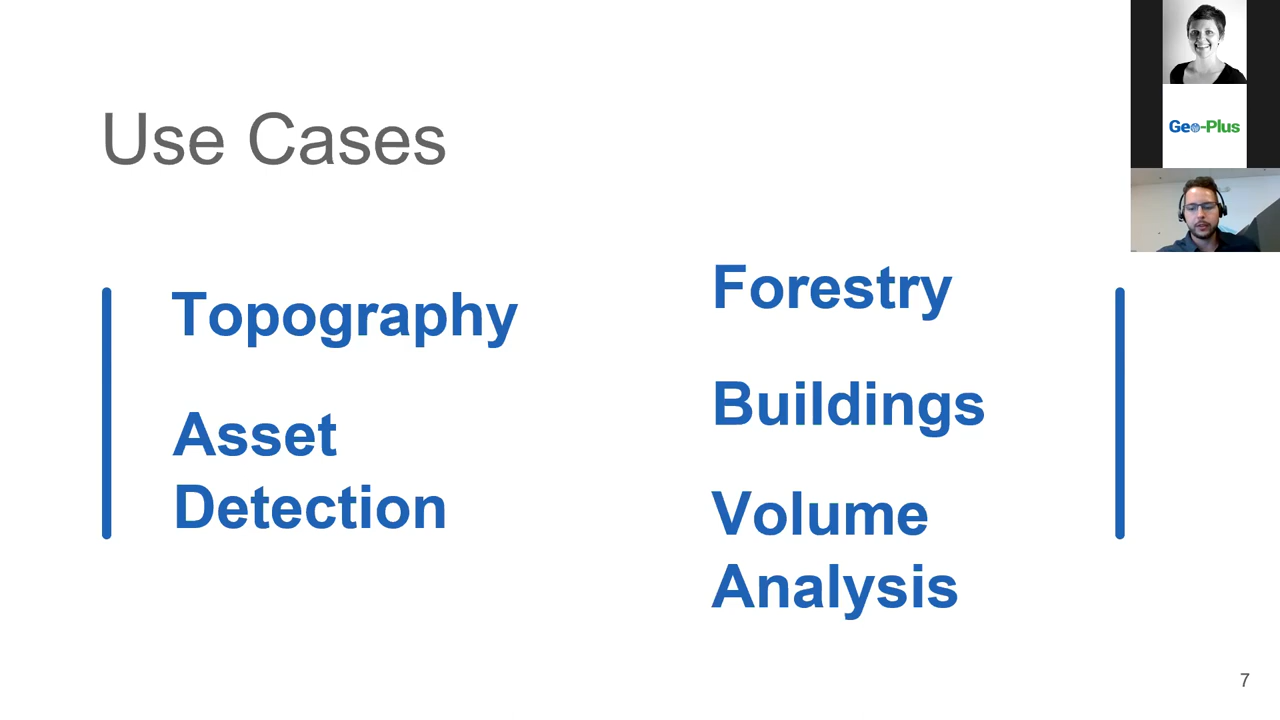 Use Cases
Topography
Asset
Detection
Forestry
Buildings
Volume
Analysis
Geo-Plus
7